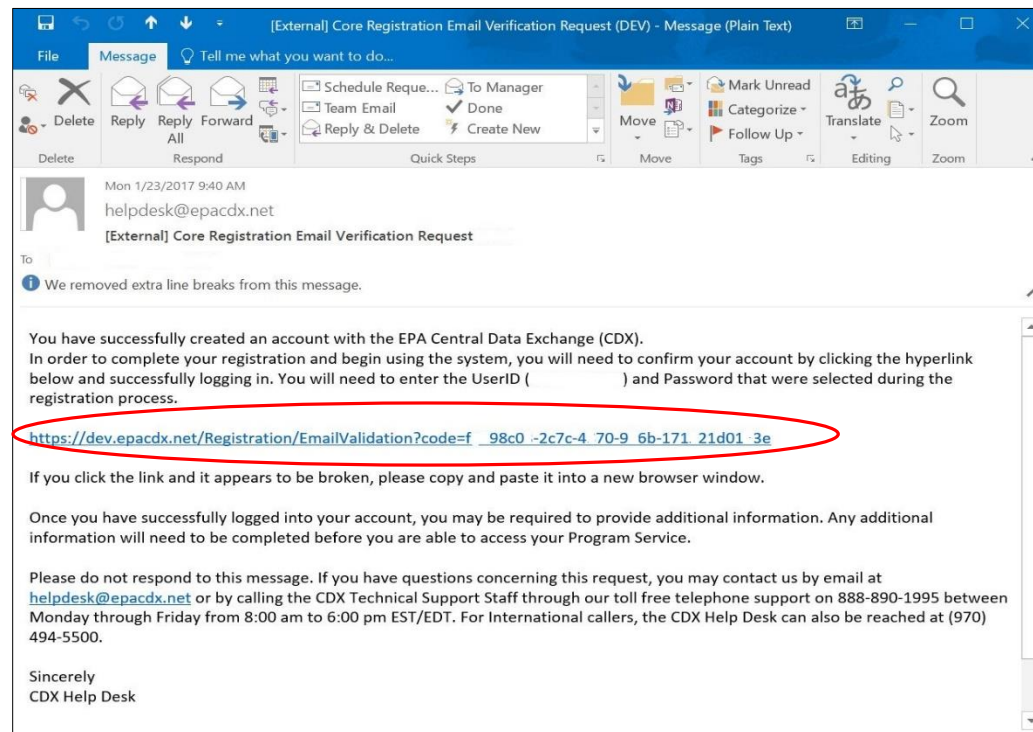 [External] Core Registration Email Verification Request (DEV) - Message (Plain Text)
File Message Tell me what you want to do...
Delete
Reply Reply All Forward
Schedule Reque... To Manager
Team Email Done
Reply & Delete Create New
Move
Mark Unread
Categorize
Follow Up
Translate
Zoom
Delete Respond Quick Steps Move Tags Editing Zoom
Mon 1/23/2017 9:40 AM
helpdesk@epacdx.net
[External] Core Registration Email Verification Request
To
We removed extra line breaks from this message.
You have successfully created an account with the EPA Central Data Exchange (CDX).
In order to complete your registration and begin using the system, you will need to confirm your account by clicking the hyperlink
below and successfully logging in. You will need to enter the UserID ( ) and Password that were selected during the
registration process.
https://dev.epacdx.net/Registration/EmailValidation?code=f 98c0 -2c7c-4 70-9 6b-171 21d01 3e
If you click the link and it appears to be broken, please copy and paste it into a new browser window.
Once you have successfully logged into your account, you may be required to provide additional information. Any additional
information will need to be completed before you are able to access your Program Service.
Please do not respond to this message. If you have questions concerning this request, you may contact us by email at
helpdesk@epacdx.net or by calling the CDX Technical Support Staff through our toll free telephone support on 888-890-1995 between
Monday through Friday from 8:00 am to 6:00 pm EST/EDT. For International callers, the CDX Help Desk can also be reached at (970)
494-5500.
Sincerely
CDX Help Desk